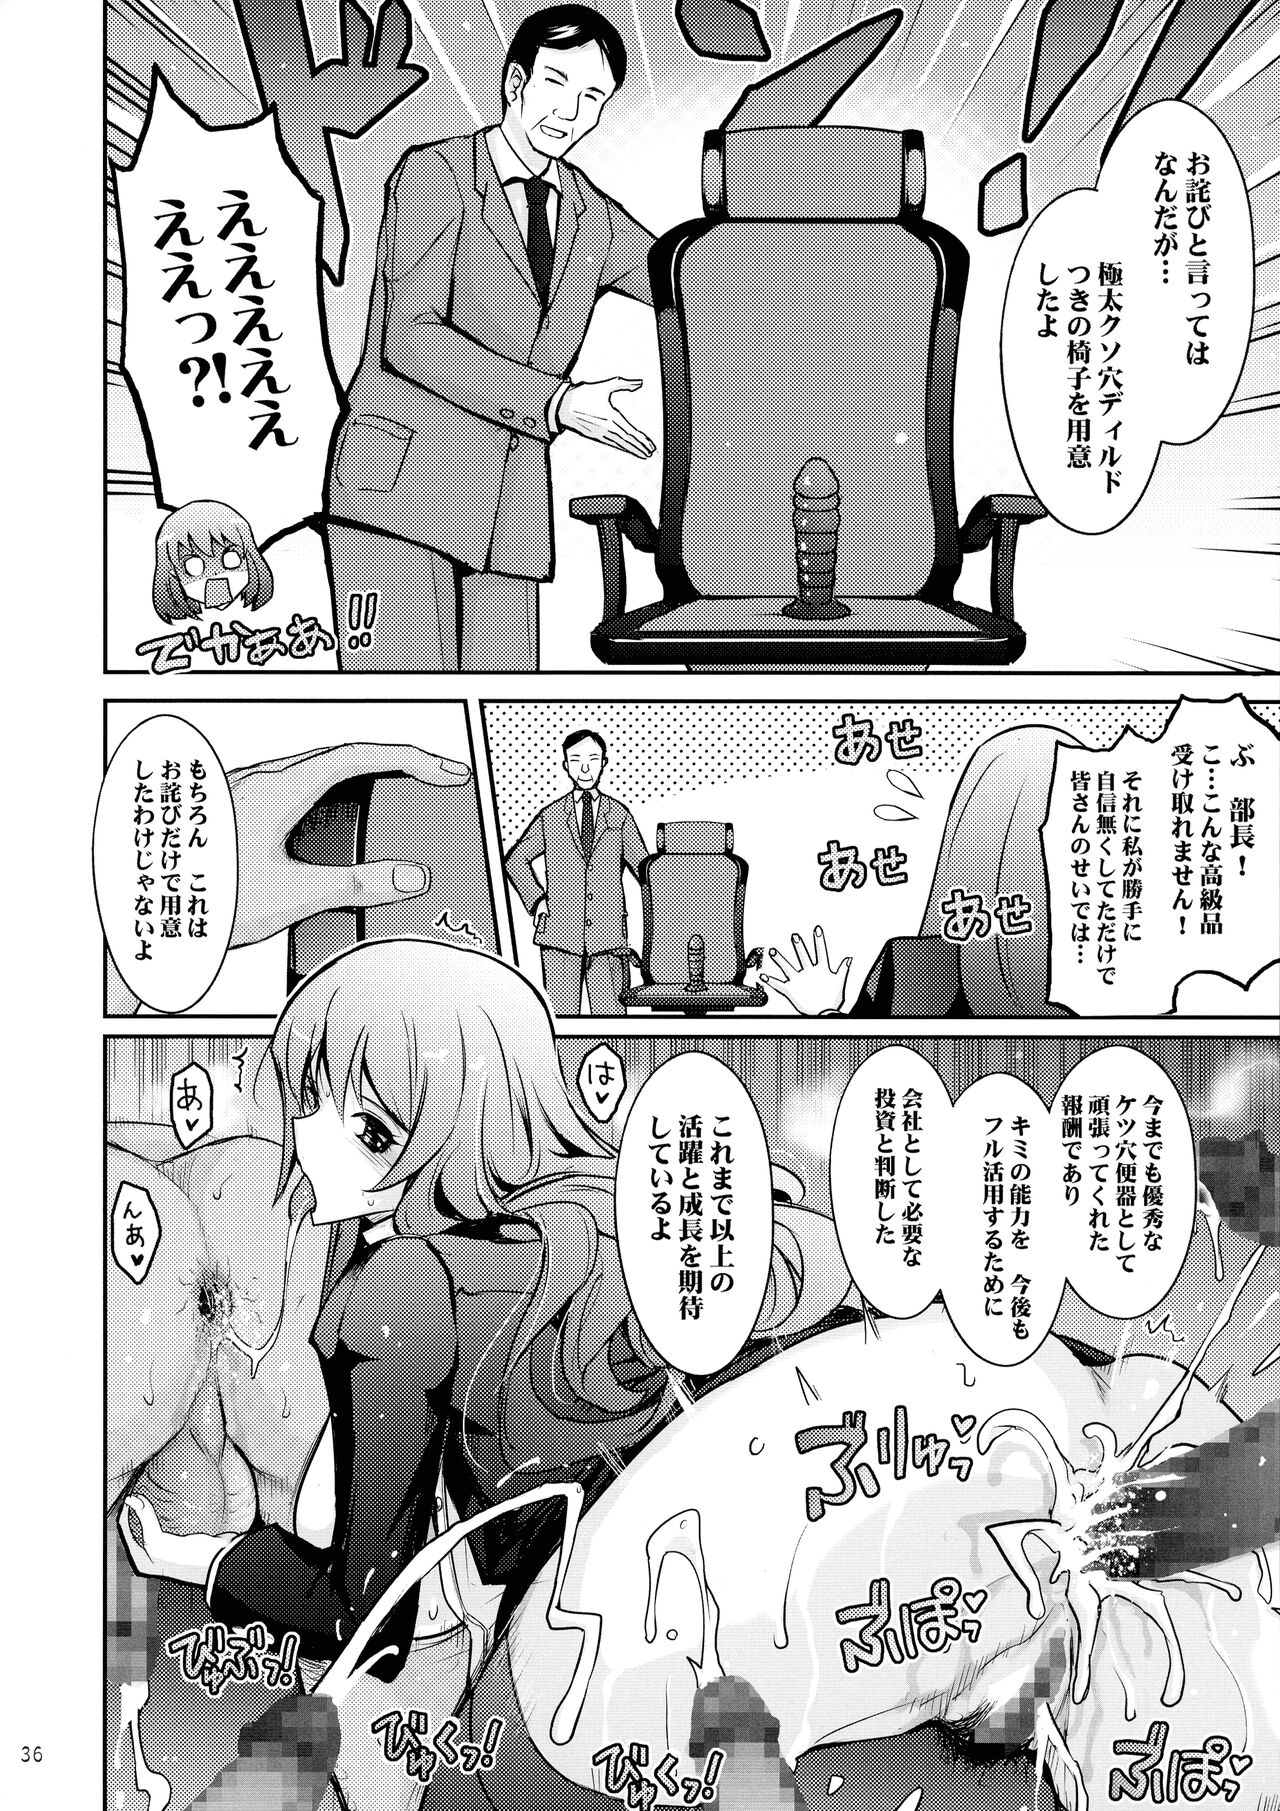 お詫びと言っては
なんだが…
極太クソ穴ディルド
つきの椅子を用意
したよ
えええええ
ええっ?!
でかぁぁぁ!!
ぶ 部長!
こ…こんな高級品
受け取れません!
それに私が勝手に
自信無くしてただけで
皆さんのせいでは…
あせ
あせ
あせ
もちろん これは
お詫びだけで用意
したわけじゃないよ
今までも優秀な
ケツ穴便器として
頑張ってくれた
報酬であり
キミの能力を 今後も
フル活用するために
会社として必要な
投資と判断した
これまで以上の
活躍と成長を期待
しているよ
は♥
あ♥
んあ♥
ぶりゅっ♥
ぶぽっ
ぶぽっ♥
びゅぶっ!
びゅくっ!
びゅくっ!
36